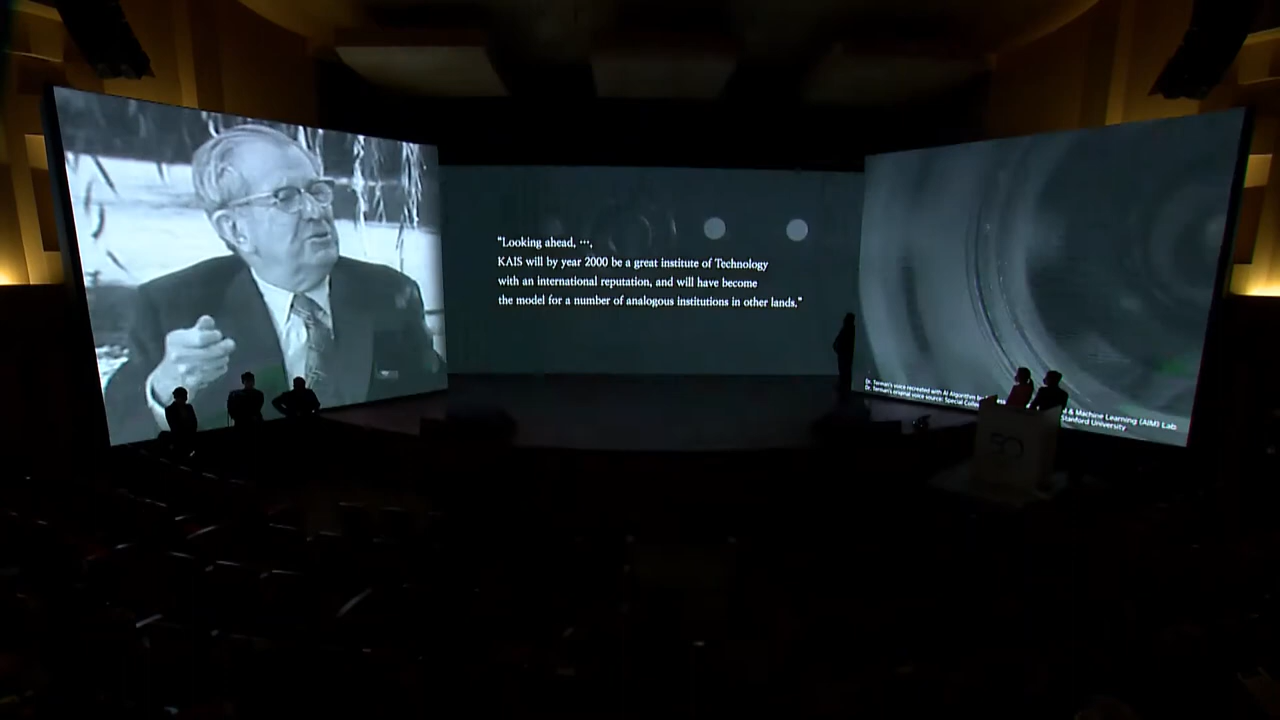 “Looking ahead, ⋯,
KAIS will by year 2000 be a great institute of Technology
with an international reputation, and will have become
the model for a number of analogous institutions in other lands.”
Dr. Terman's voice recreated with AI Algorithm
& Machine Learning (AIM) Lab
Dr. Terman's original voice source: Special
Stanford University
50